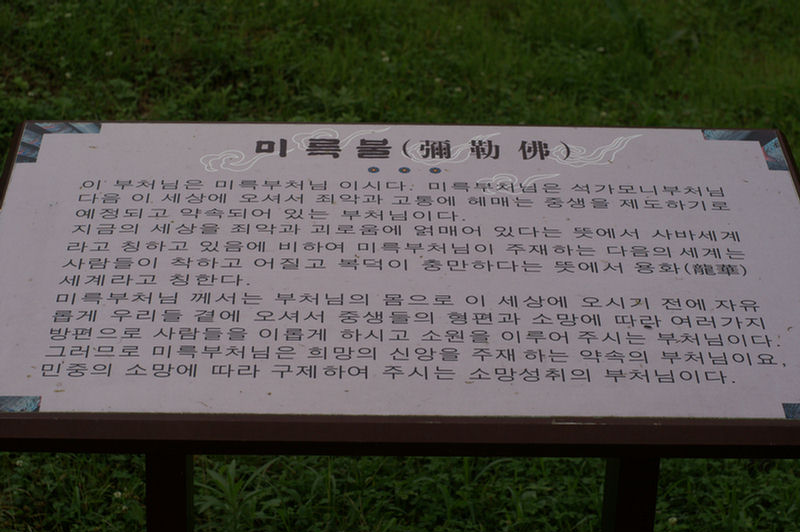 미륵불(彌勒佛)
이 부처님은 미륵부처님 이시다. 미륵부처님은 석가모니부처님
다음 이 세상에 오셔서 죄악과 고통에 헤매는 중생을 제도하기로
예정되고 약속되어 있는 부처님이다.
지금의 세상을 죄악과 괴로움에 얽매어 있다는 뜻에서 사바세계
라고 칭하고 있음에 비하여 미륵부처님이 주재하는 다음의 세계는
사람들이 착하고 어질고 복덕이 충만하다는 뜻에서 용화(龍華)
세계라고 칭한다.
미륵부처님 께서는 부처님의 몸으로 이 세상에 오시기 전에 자유
롭게 우리들 곁에 오셔서 중생들의 형편과 소망에 따라 여러가지
방편으로 사람들을 이롭게 하시고 소원을 이루어 주시는 부처님이다.
그러므로 미륵부처님은 희망의 신앙을 주재 하는 약속의 부처님이요,
민중의 소망에 따라 구제하여 주시는 소망성취의 부처님이다.